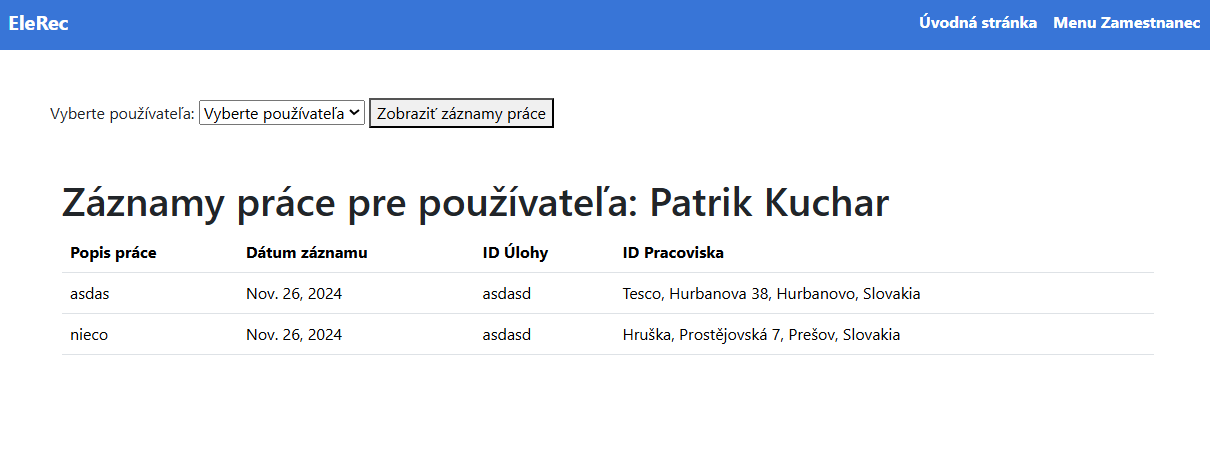 EleRec Úvodná stránka Menu Zamestnanec
Vyberte používateľa: Vyberte používateľa Zobraziť záznamy práce
Záznamy práce pre používateľa: Patrik Kuchar
Popis práce Dátum záznamu ID Úlohy ID Pracoviska
asdas Nov. 26, 2024 asdasd Tesco, Hurbanova 38, Hurbanovo, Slovakia
nieco Nov. 26, 2024 asdasd Hruška, Prostějovská 7, Prešov, Slovakia